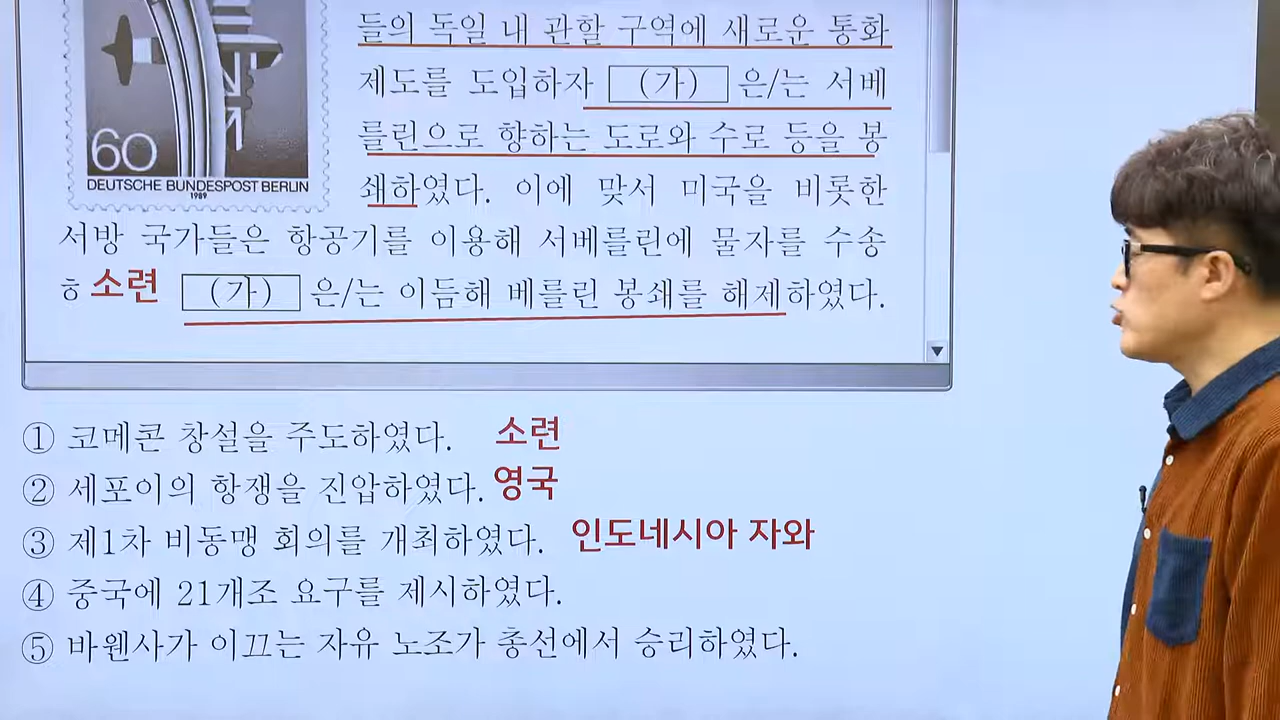 60
DEUTSCHE BUNDESPOST BERLIN
1989
들의 독일 내 관할 구역에 새로운 통화
제도를 도입하자 (가) 은/는 서베
를린으로 향하는 도로와 수로 등을 봉
쇄하였다. 이에 맞서 미국을 비롯한
서방 국가들은 항공기를 이용해 서베를린에 물자를 수송
ㅎ 소련 (가) 은/는 이듬해 베를린 봉쇄를 해제하였다.
① 코메콘 창설을 주도하였다. 소련
② 세포이의 항쟁을 진압하였다. 영국
③ 제1차 비동맹 회의를 개최하였다. 인도네시아 자와
④ 중국에 21개조 요구를 제시하였다.
⑤ 바웬사가 이끄는 자유 노조가 총선에서 승리하였다.